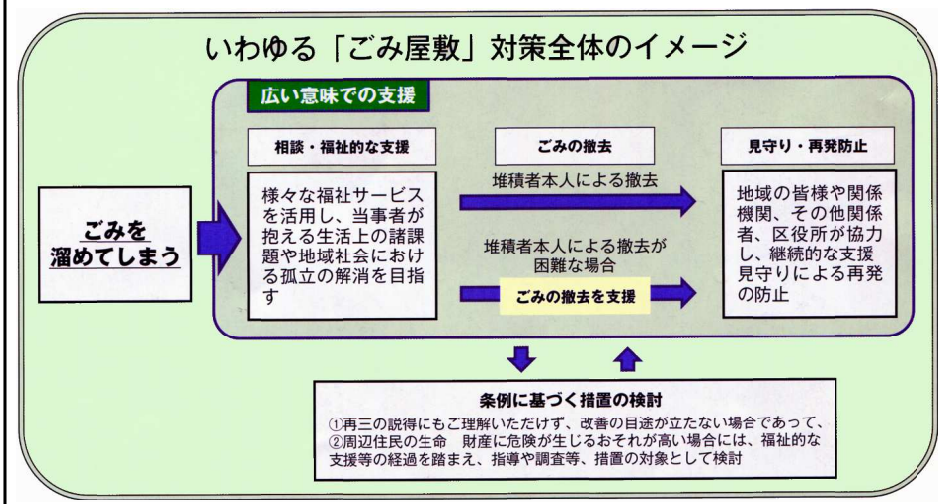 いわゆる「ごみ屋敷」対策全体のイメージ
広い意味での支援
ごみを
溜めてしまう
相談・福祉的な支援
様々な福祉サービス
を活用し、当事者が
抱える生活上の諸課
題や地域社会におけ
る孤立の解消を目指
す
ごみの撤去
堆積者本人による撤去
堆積者本人による撤去が
困難な場合
ごみの撤去を支援
見守り・再発防止
地域の皆様や関係
機関、その他関係
者、区役所が協力
し、継続的な支援
見守りによる再発
の防止
条例に基づく措置の検討
①再三の説得にもご理解いただけず、改善の目途が立たない場合であって、
②周辺住民の生命 財産に危険が生じるおそれが高い場合には、福祉的な
支援等の経過を踏まえ、指導や調査等、措置の対象として検討